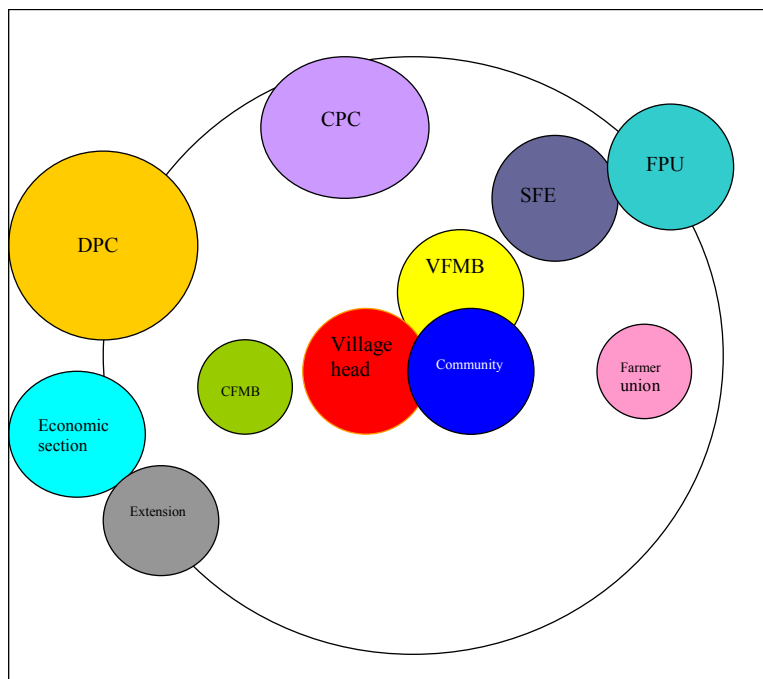 CPC
FPU
SFE
DPC
VFMB
Village
head
Community
Farmer
union
CFMB
Economic
section
Extension